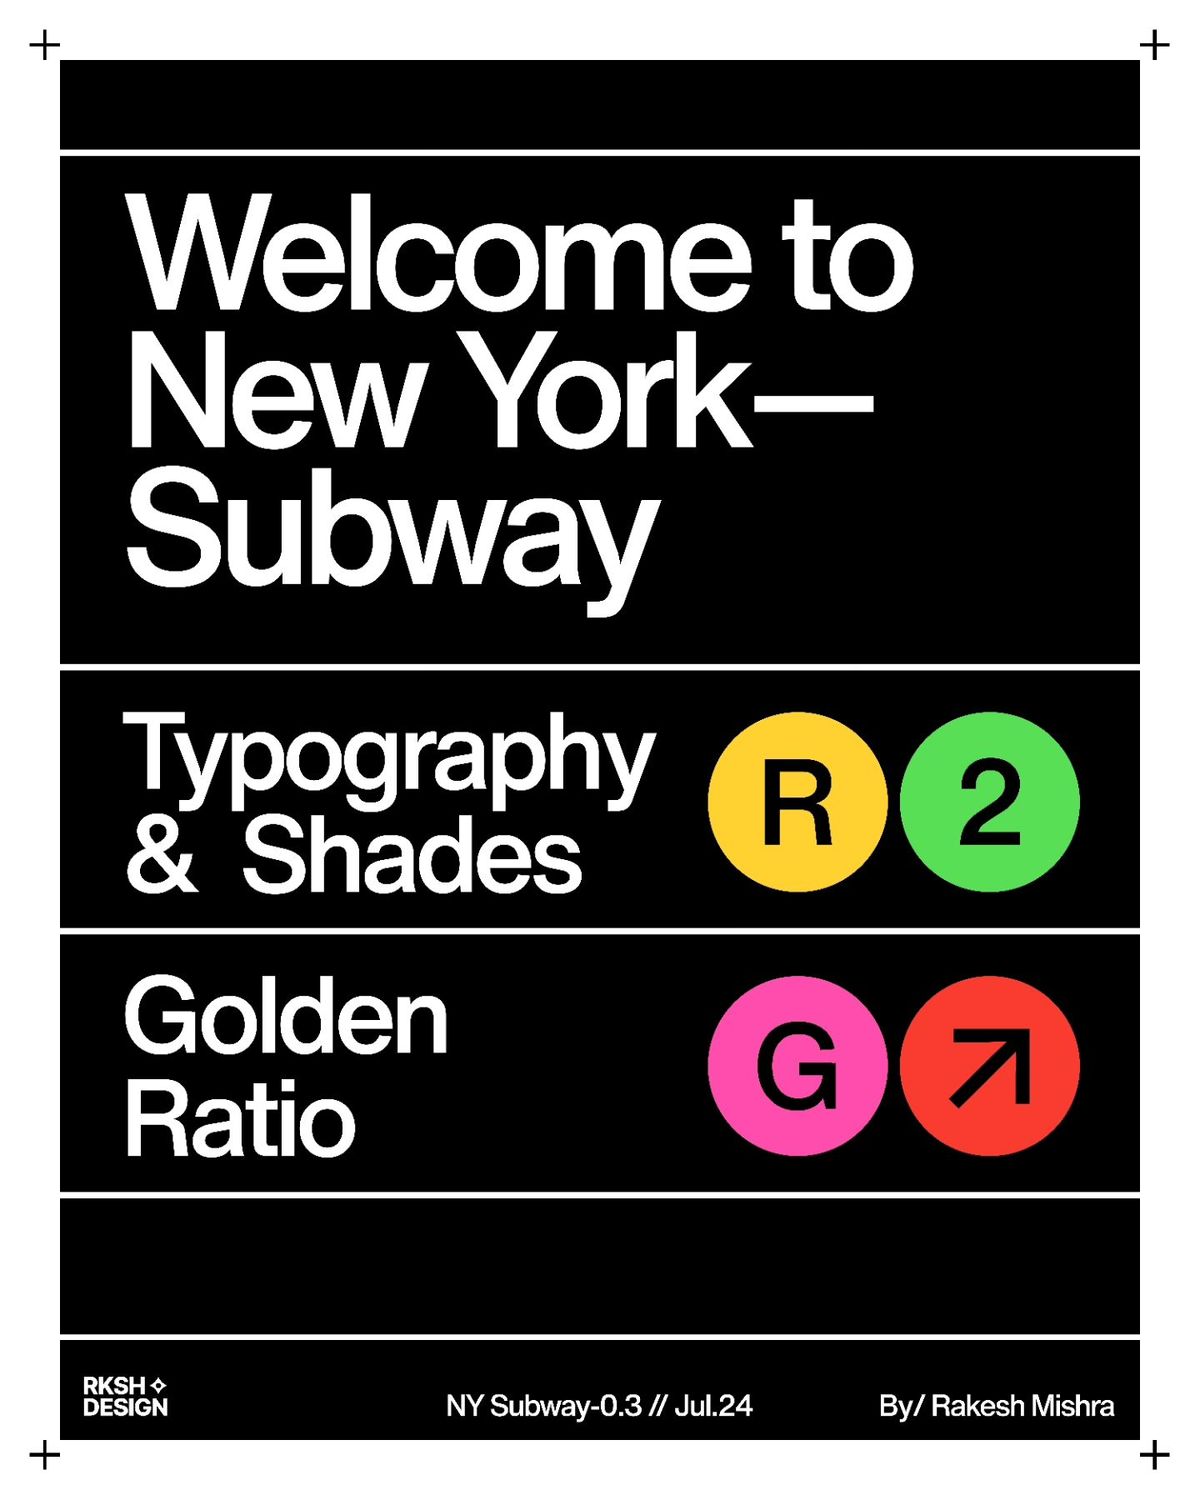 Welcome to
New York—
Subway
Typography
& Shades
R 2
Golden
Ratio
G
RKSH
DESIGN
NY Subway-0.3 // Jul.24
By/ Rakesh Mishra